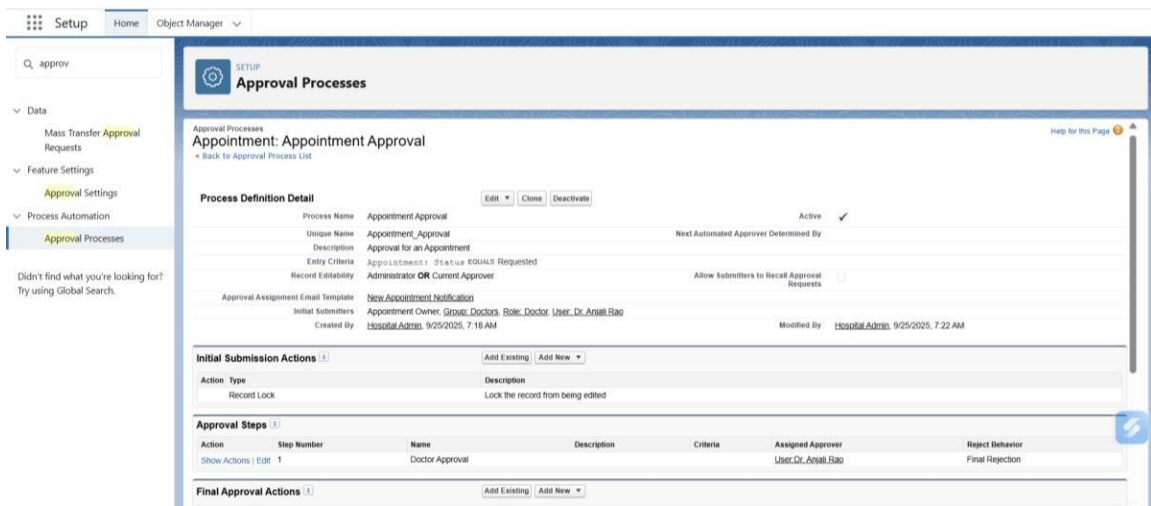 Setup Home Object Manager
approv
SETUP
Approval Processes
Data
Mass Transfer Approval
Requests
Feature Settings
Approval Settings
Process Automation
Approval Processes
Didn't find what you're looking for?
Try using Global Search.
Approval Processes
Appointment: Appointment Approval
« Back to Approval Process List
Help for this Page
Process Definition Detail Edit Clone Deactivate
Process Name Appointment Approval Active ✓
Unique Name Appointment_Approval Next Automated Approver Determined By
Description Approval for an Appointment
Entry Criteria Appointment: Status EQUALS Requested
Record Editability Administrator OR Current Approver Allow Submitters to Recall Approval
Requests
Approval Assignment Email Template New Appointment Notification
Initial Submitters Appointment Owner, Group: Doctors, Role: Doctor, User: Dr. Anjali Rao
Created By Hospital Admin, 9/25/2025, 7:18 AM Modified By Hospital Admin, 9/25/2025, 7:22 AM
Initial Submission Actions i Add Existing Add New
Action Type Description
Record Lock Lock the record from being edited
Approval Steps i
Action Step Number Name Description Criteria Assigned Approver Reject Behavior
Show Actions | Edit 1 Doctor Approval User:Dr. Anjali Rao Final Rejection
Final Approval Actions i Add Existing Add New